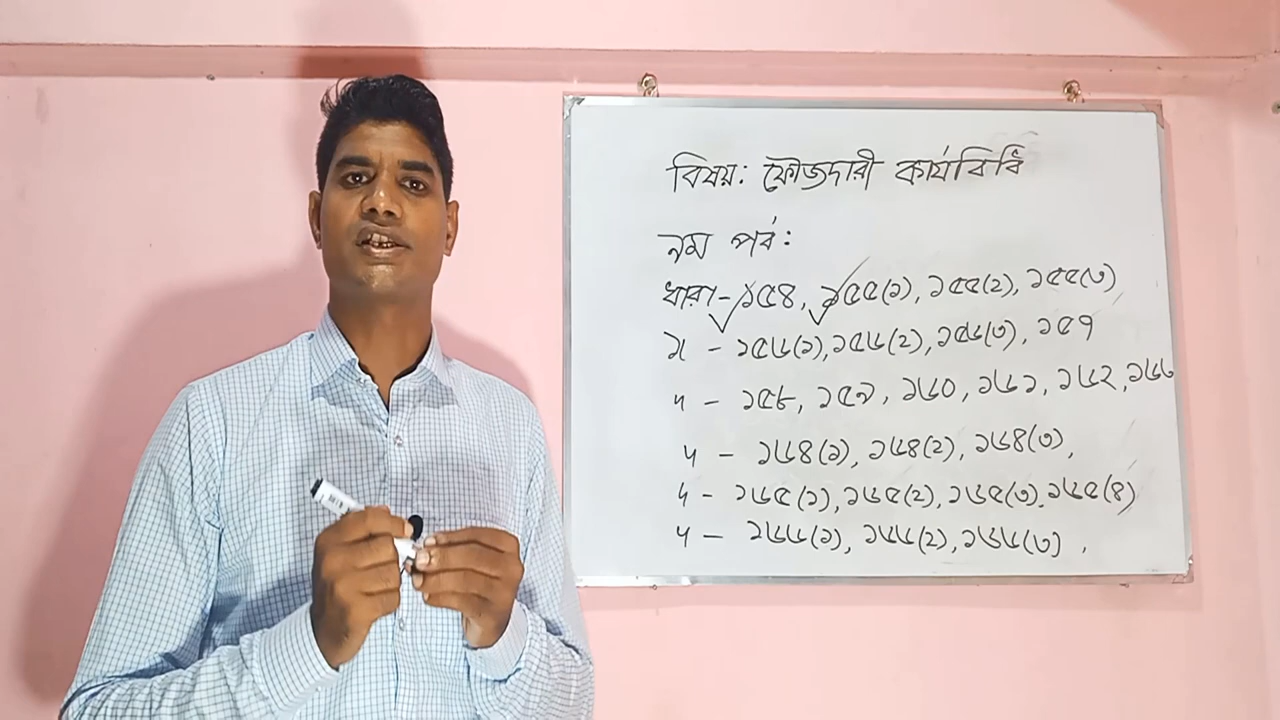 বিষয়: ফৌজদারী কার্যবিধি
নবম পর্ব:
ধারা - ১৫৪, ১৫৫(১), ১৫৫(২), ১৫৫(৩)
১৫৬(১), ১৫৬(২), ১৫৬(৩), ১৫৭
" - ১৫৮, ১৫৯, ১৬০, ১৬১, ১৬২, ১৬৩
" - ১৬৪(১), ১৬৪(২), ১৬৪(৩),
" - ১৬৫(১), ১৬৫(২), ১৬৫(৩), ১৬৫(৪)
" - ১৬৬(১), ১৬৬(২), ১৬৬(৩),